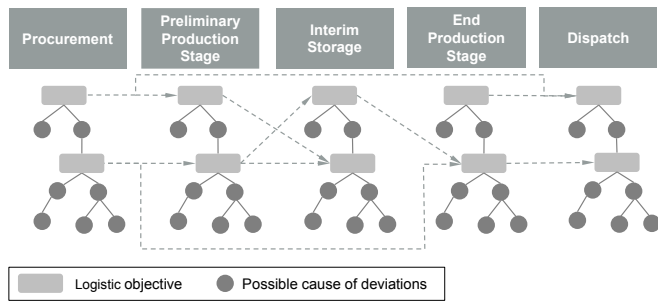 Procurement
Preliminary
Production
Stage
Interim
Storage
End
Production
Stage
Dispatch
Logistic objective
Possible cause of deviations